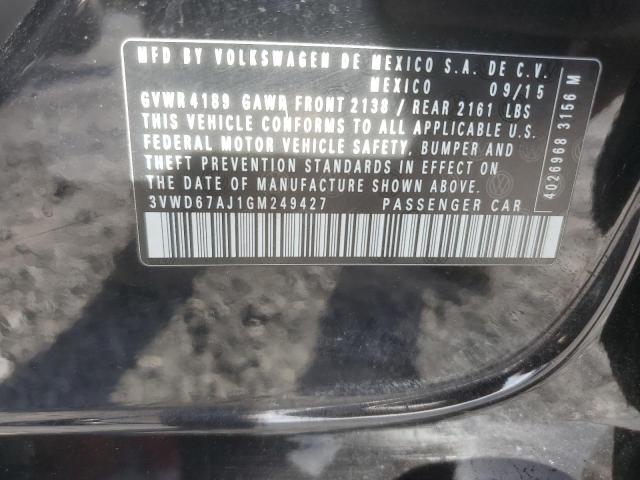 MFD BY VOLKSWAGEN DE MEXICO S.A. DE C.V.
MEXICO 09/15
GVWR 4189 GAWR FRONT 2138 / REAR 2161 LBS
THIS VEHICLE CONFORMS TO ALL APPLICABLE U.S.
FEDERAL MOTOR VEHICLE SAFETY, BUMPER AND
THEFT PREVENTION STANDARDS IN EFFECT ON
THE DATE OF MANUFACTURE SHOWN ABOVE.
3VWD67AJ1GM249427 PASSENGER CAR
4026968 3156 M